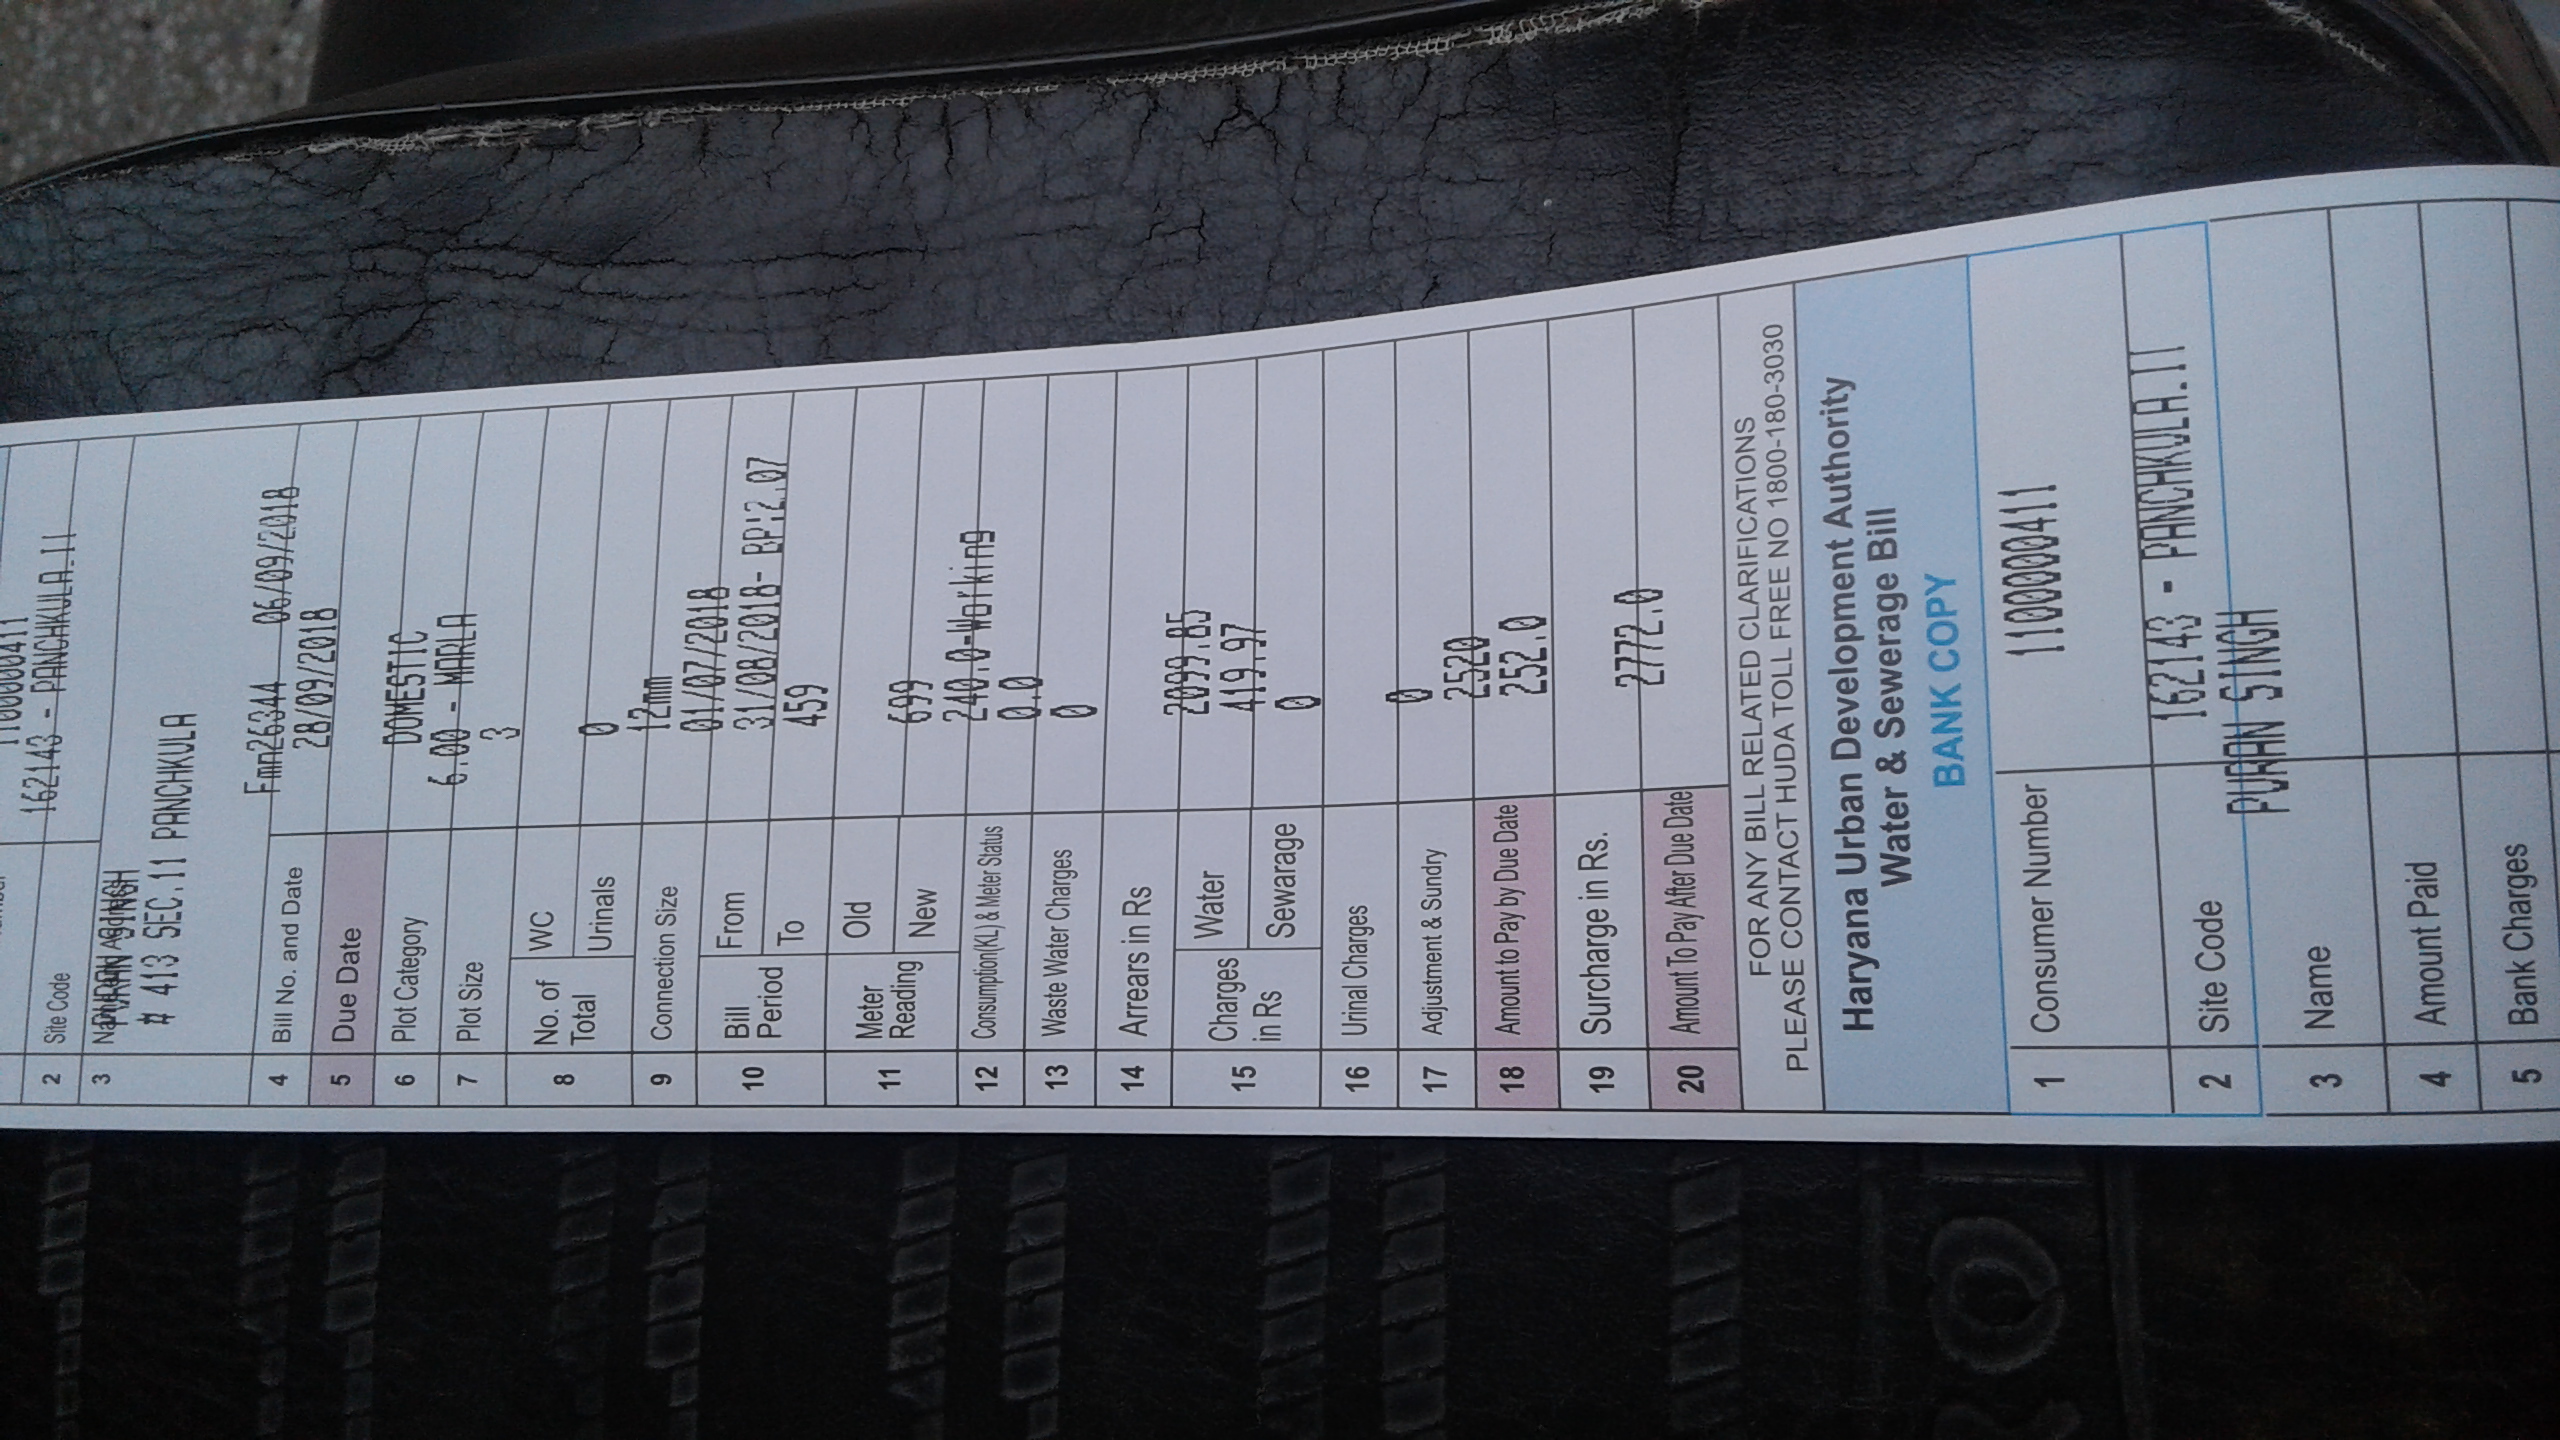 1100000411
2 Site Code 162143 - PANCHKULA.II
3 Name and Address
PURAN SINGH
# 413 SEC.11 PANCHKULA
4 Bill No. and Date Fmn26344 06/09/2018
5 Due Date 28/09/2018
6 Plot Category DOMESTIC
7 Plot Size 6.00 - MARLA
8 No. of Total WC 3
Urinals 0
9 Connection Size 12mm
10 Bill Period From 01/07/2018
To 31/08/2018- BP:2.07
11 Meter Reading Old 459
New 699
12 Consumption(KL) & Meter Status 240.0-Working
13 Waste Water Charges 0.0
14 Arrears in Rs 0
15 Charges in Rs Water 2099.85
Sewarage 419.97
16 Urinal Charges 0
17 Adjustment & Sundry 0
18 Amount to Pay by Due Date 2520
19 Surcharge in Rs. 252.0
20 Amount To Pay After Due Date 2772.0
FOR ANY BILL RELATED CLARIFICATIONS
PLEASE CONTACT HUDA TOLL FREE NO 1800-180-3030
Haryana Urban Development Authority
Water & Sewerage Bill
BANK COPY
1 Consumer Number 1100000411
2 Site Code 162143 - PANCHKULA.II
3 Name PURAN SINGH
4 Amount Paid
5 Bank Charges